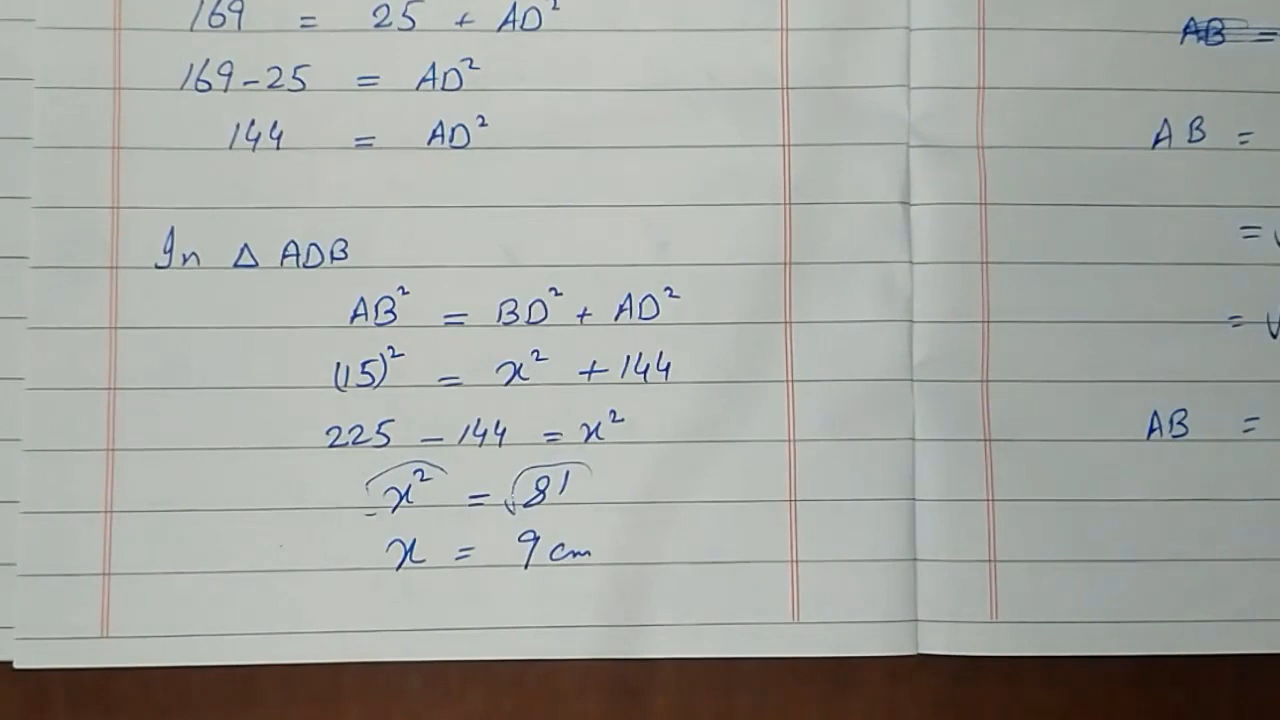 169 = 25 + AD²
169-25 = AD²
144 = AD²
In Δ ADB
AB² = BD² + AD²
(15)² = x² + 144
225 - 144 = x²
√x² = √81
x = 9 cm
AB =
AB =
= √
= √
AB =